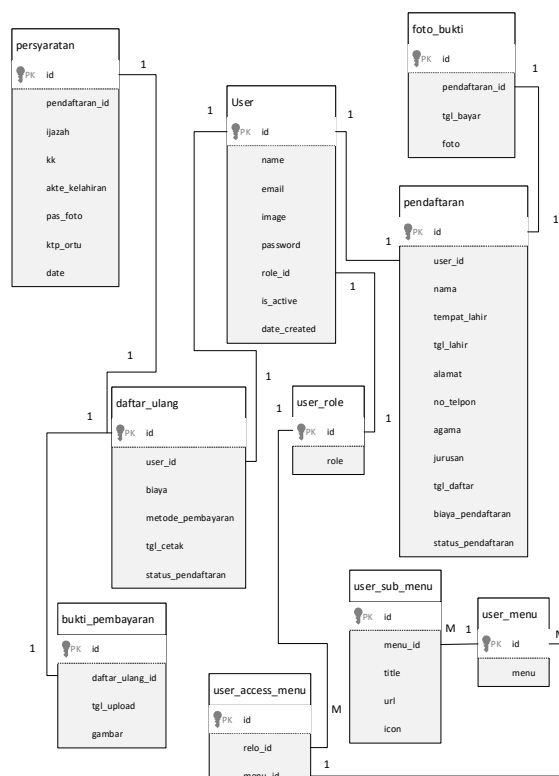 persyaratan
PK id
pendaftaran_id
ijazah
kk
akte_kelahiran
pas_foto
ktp_ortu
date
1
1
User
PK id
name
email
image
password
role_id
is_active
date_created
1
1
1
1
foto_bukti
PK id
pendaftaran_id
tgl_bayar
foto
1
1
pendaftaran
PK id
user_id
nama
tempat_lahir
tgl_lahir
alamat
no_telpon
agama
jurusan
tgl_daftar
biaya_pendaftaran
status_pendaftaran
1
daftar_ulang
PK id
user_id
biaya
metode_pembayaran
tgl_cetak
status_pendaftaran
1
1
user_role
PK id
role
1
1
bukti_pembayaran
PK id
daftar_ulang_id
tgl_upload
gambar
1
user_sub_menu
PK id
menu_id
title
url
icon
M
1
user_menu
PK id
menu
M
user_access_menu
PK id
relo_id
menu_id
M
1